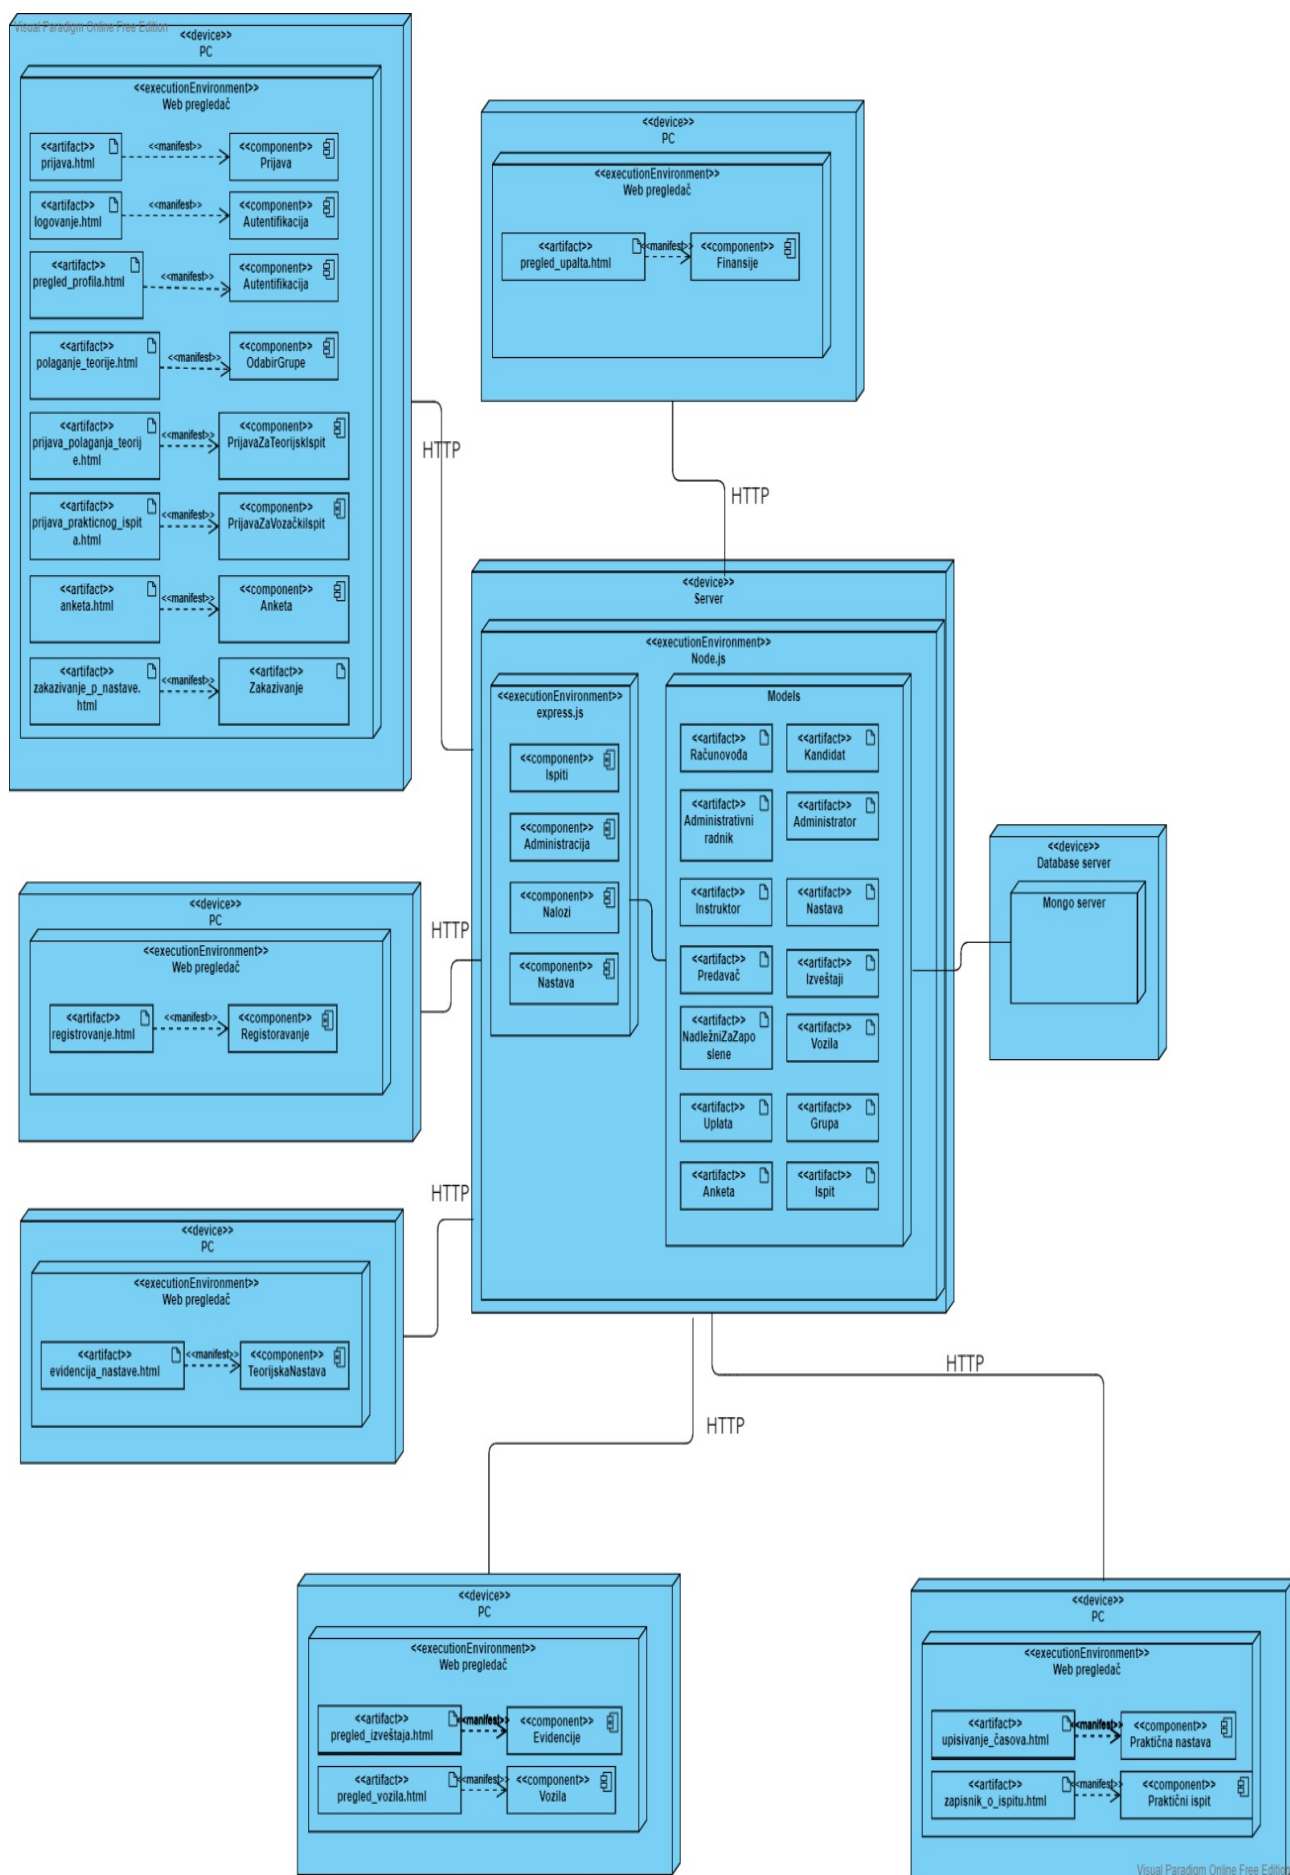 Visual Paradigm Online Free Edition
<<device>>
PC
<<executionEnvironment>>
Web pregledač
<<artifact>>
prijava.html
<<manifest>>
<<component>>
Prijava
<<artifact>>
logovanje.html
<<manifest>>
<<component>>
Autentifikacija
<<artifact>>
pregled_profila.html
<<manifest>>
<<component>>
Autentifikacija
<<artifact>>
polaganje_teorije.html
<<manifest>>
<<component>>
OdabirGrupe
<<artifact>>
prijava_polaganja_teorij
e.html
<<manifest>>
<<component>>
PrijavaZaTeorijskIspit
<<artifact>>
prijava_prakticnog_ispit
a.html
<<manifest>>
<<component>>
PrijavaZaVozačkiIspit
<<artifact>>
anketa.html
<<manifest>>
<<component>>
Anketa
<<artifact>>
zakazivanje_p_nastave.
html
<<manifest>>
<<artifact>>
Zakazivanje
HTTP
<<device>>
PC
<<executionEnvironment>>
Web pregledač
<<artifact>>
pregled_upalta.html
<<manifest>>
<<component>>
Finansije
HTTP
<<device>>
Server
<<executionEnvironment>>
Node.js
<<executionEnvironment>>
express.js
<<component>>
Ispiti
<<component>>
Administracija
<<component>>
Nalozi
<<component>>
Nastava
Models
<<artifact>>
Računovođa
<<artifact>>
Kandidat
<<artifact>>
Administrativni
radnik
<<artifact>>
Administrator
<<artifact>>
Instruktor
<<artifact>>
Nastava
<<artifact>>
Predavač
<<artifact>>
Izveštaji
<<artifact>>
NadležniZaZapo
slene
<<artifact>>
Vozila
<<artifact>>
Uplata
<<artifact>>
Grupa
<<artifact>>
Anketa
<<artifact>>
Ispit
<<device>>
Database server
Mongo server
<<device>>
PC
<<executionEnvironment>>
Web pregledač
<<artifact>>
registrovanje.html
<<manifest>>
<<component>>
Registoravanje
HTTP
<<device>>
PC
<<executionEnvironment>>
Web pregledač
<<artifact>>
evidencija_nastave.html
<<manifest>>
<<component>>
TeorijskaNastava
HTTP
HTTP
HTTP
<<device>>
PC
<<executionEnvironment>>
Web pregledač
<<artifact>>
pregled_izveštaja.html
<<manifest>>
<<component>>
Evidencije
<<artifact>>
pregled_vozila.html
<<manifest>>
<<component>>
Vozila
<<device>>
PC
<<executionEnvironment>>
Web pregledač
<<artifact>>
upisivanje_časova.html
<<manifest>>
<<component>>
Praktična nastava
<<artifact>>
zapisnik_o_ispitu.html
<<manifest>>
<<component>>
Praktični ispit
Visual Paradigm Online Free Edition